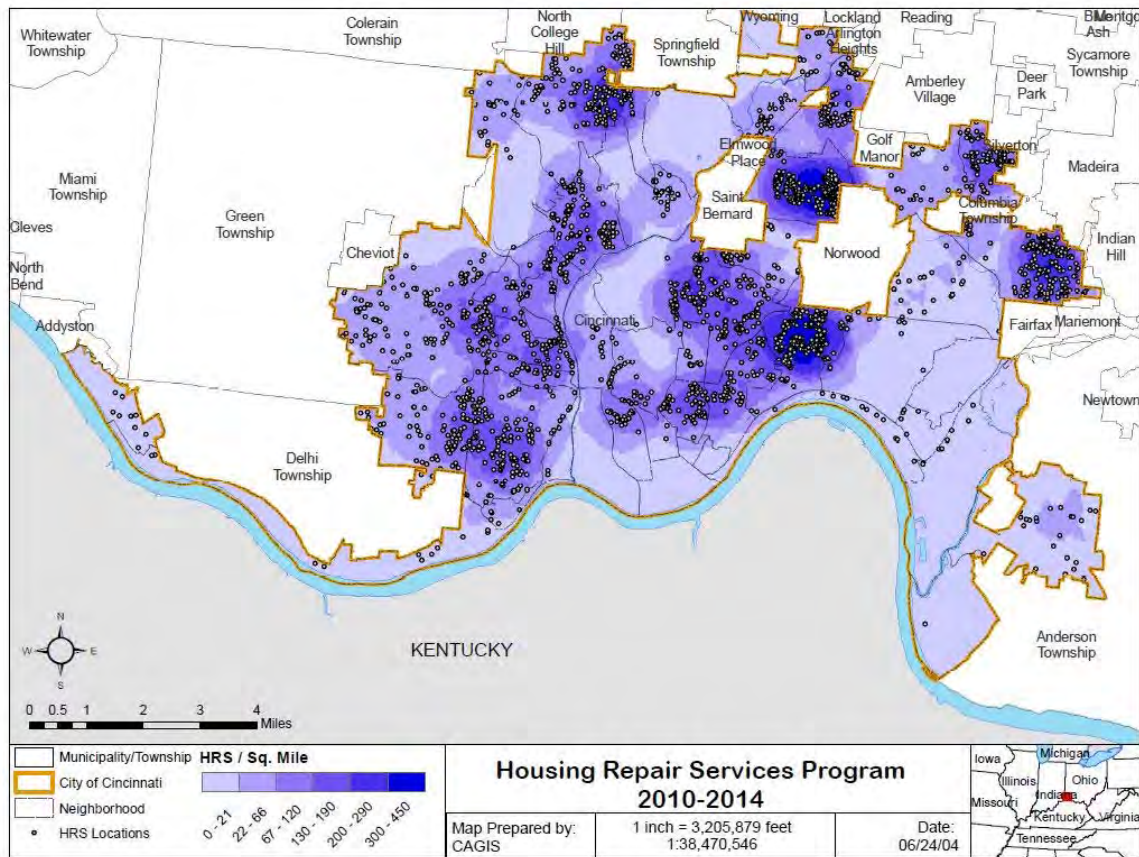 Whitewater
Township
Colerain
Township
North
College
Hill
Springfield
Township
Wyoming
Lockland
Arlington
Heights
Reading
Ash
Sycamore
Township
Amberley
Village
Deer
Park
Golf
Manor
Madeira
Elmwood
Place
Saint
Bernard
Columbia
Township
Norwood
Indian
Hill
Miami
Township
Green
Township
Cheviot
Cleves
North
Bend
Addyston
Cincinnati
Fairfax
Mariemont
Newtown
Delhi
Township
Anderson
Township
KENTUCKY
N
W E
S
0 0.5 1 2 3 4
Miles
Municipality/Township
City of Cincinnati
Neighborhood
HRS Locations
HRS / Sq. Mile
0 - 21
22 - 66
67 - 120
130 - 190
200 - 290
300 - 450
Housing Repair Services Program
2010-2014
Map Prepared by:
CAGIS
1 inch = 3,205,879 feet
1:38,470,546
Date:
06/24/04
Iowa
Michigan
Illinois
Indiana
Ohio
Missouri
Kentucky
Virginia
Tennessee